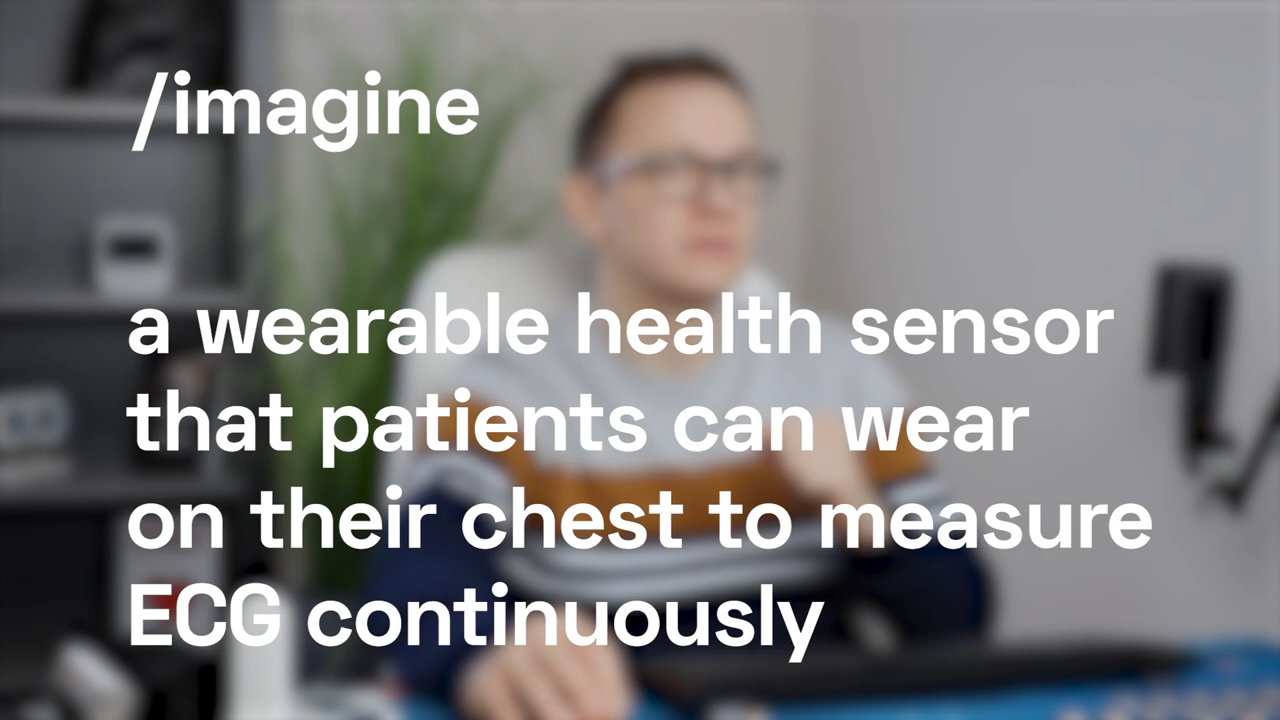 /imagine
a wearable health sensor
that patients can wear
on their chest to measure
ECG continuously